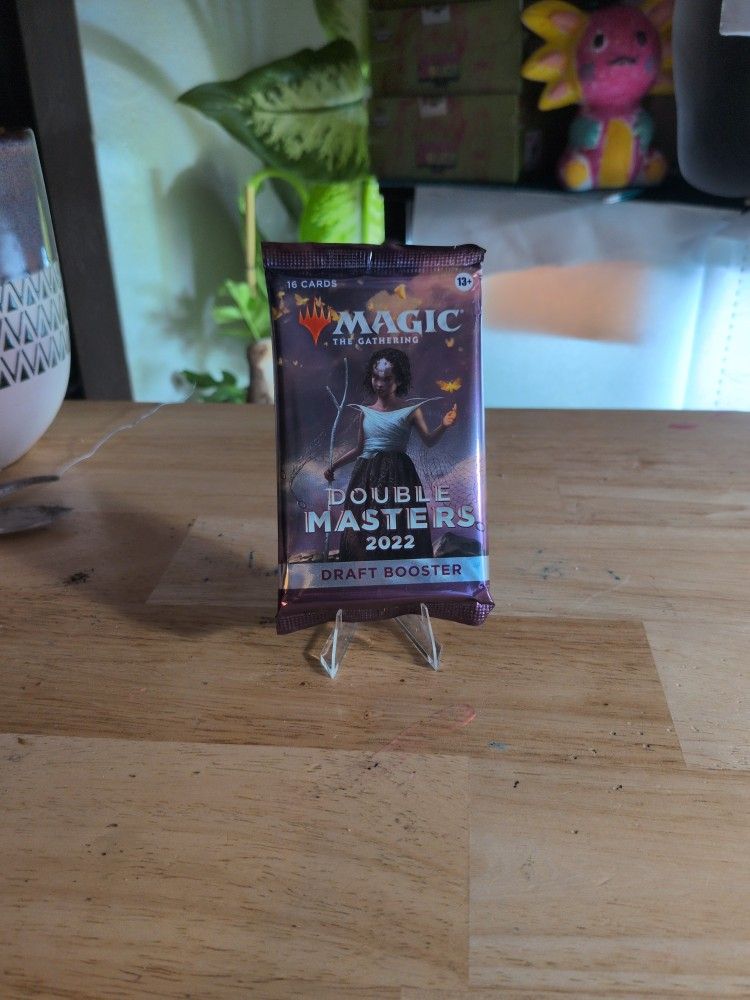 16 CARDS
13+
MAGIC
THE GATHERING
DOUBLE
MASTERS
2022
DRAFT BOOSTER